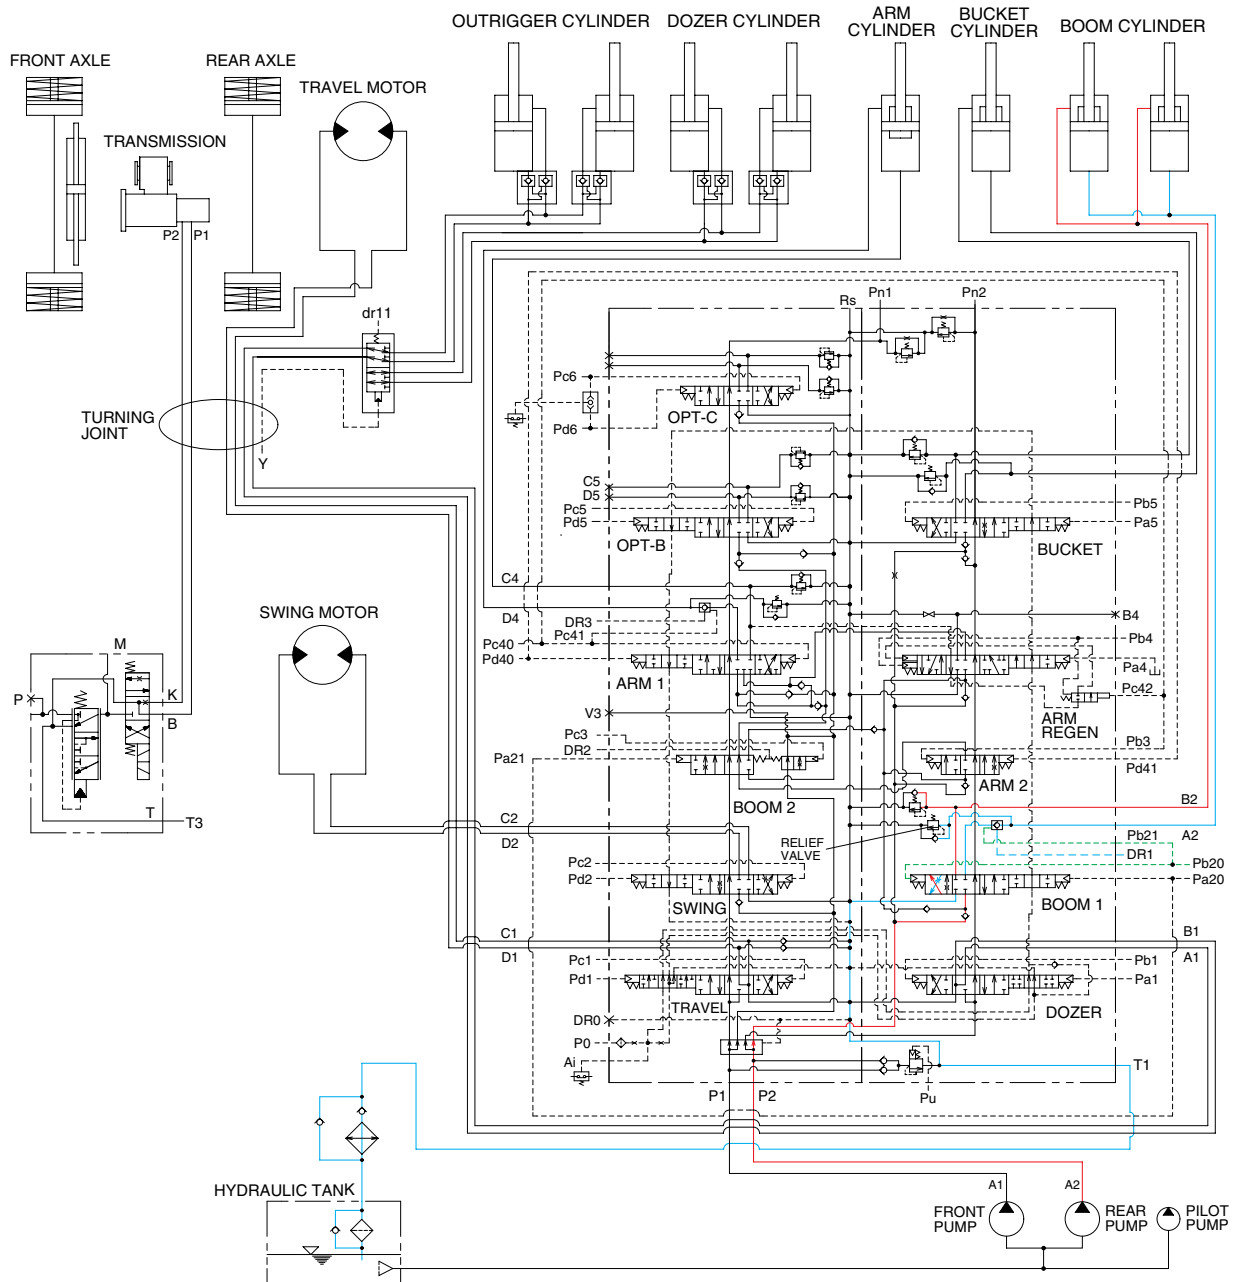 OUTRIGGER CYLINDER
DOZER CYLINDER
ARM
CYLINDER
BUCKET
CYLINDER
BOOM CYLINDER
FRONT AXLE
REAR AXLE
TRAVEL MOTOR
TRANSMISSION
P2
P1
dr11
Rs
Pn1
Pn2
Pc6
OPT-C
Pd6
TURNING
JOINT
Y
C5
D5
Pc5
Pd5
OPT-B
Pb5
Pa5
BUCKET
C4
D4
DR3
Pc41
Pc40
Pd40
ARM 1
B4
Pb4
Pa4
Pc42
ARM
REGEN
SWING MOTOR
M
P
K
B
T
T3
V3
Pc3
DR2
Pa21
BOOM 2
Pb3
Pd41
ARM 2
B2
A2
RELIEF
VALVE
Pb21
DR1
C2
D2
Pc2
Pd2
SWING
Pb20
Pa20
BOOM 1
C1
D1
Pc1
Pd1
TRAVEL
B1
A1
Pb1
Pa1
DOZER
DR0
P0
Ai
T1
P1
P2
Pu
HYDRAULIC TANK
A1
A2
FRONT
PUMP
REAR
PUMP
PILOT
PUMP